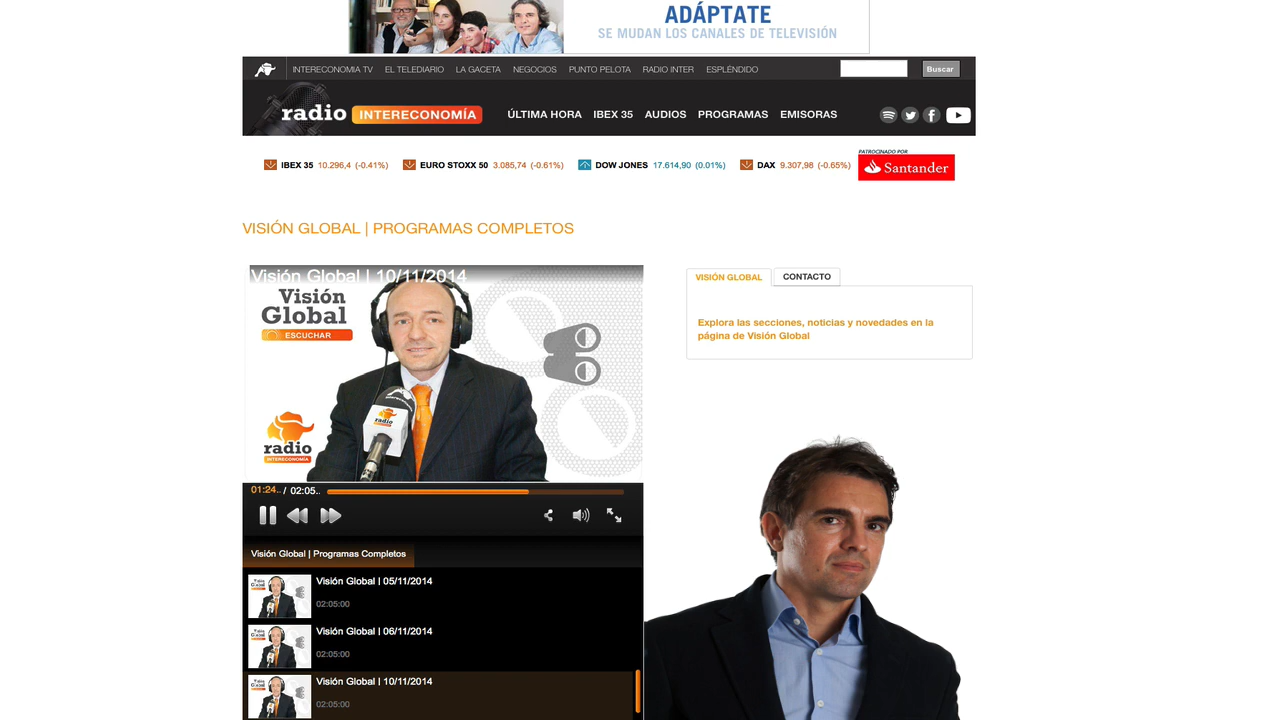 ADÁPTATE
SE MUDAN LOS CANALES DE TELEVISIÓN
INTERECONOMIA TV EL TELEDIARIO LA GACETA NEGOCIOS PUNTO PELOTA RADIO INTER ESPLÉNDIDO Buscar
radio INTERECONOMÍA ÚLTIMA HORA IBEX 35 AUDIOS PROGRAMAS EMISORAS
PATROCINADO POR
IBEX 35 10.296,4 (-0.41%) EURO STOXX 50 3.085,74 (-0.61%) DOW JONES 17.614,90 (0.01%) DAX 9.307,98 (-0.65%) Santander
VISIÓN GLOBAL | PROGRAMAS COMPLETOS
Visión Global | 10/11/2014
Visión
Global
ESCUCHAR
radio
INTERECONOMÍA
radio
INTERECONOMÍA
VISIÓN GLOBAL CONTACTO
Explora las secciones, noticias y novedades en la
página de Visión Global
01:24.. / 02:05..
Visión Global | Programas Completos
Visión Global | 05/11/2014
02:05:00
Visión Global | 06/11/2014
02:05:00
Visión Global | 10/11/2014
02:05:00